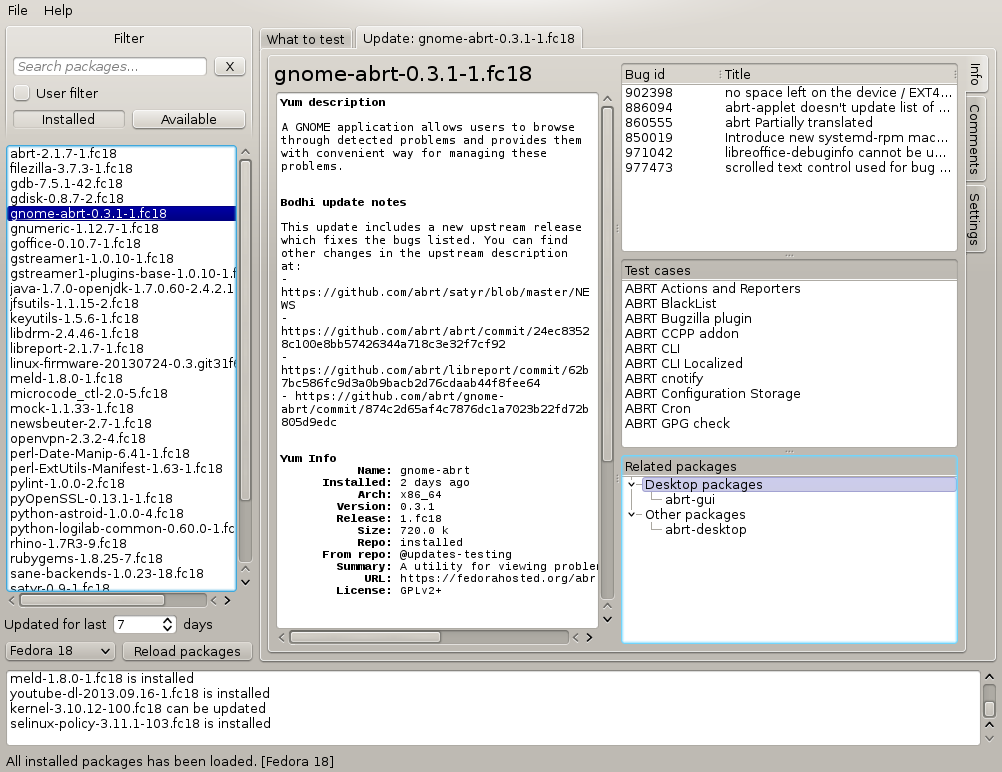 File Help
Filter
Search packages...
X
User filter
Installed Available
abrt-2.1.7-1.fc18
filezilla-3.7.3-1.fc18
gdb-7.5.1-42.fc18
gdisk-0.8.7-2.fc18
gnome-abrt-0.3.1-1.fc18
gnumeric-1.12.7-1.fc18
goffice-0.10.7-1.fc18
gstreamer1-1.0.10-1.fc18
gstreamer1-plugins-base-1.0.10-1.f
java-1.7.0-openjdk-1.7.0.60-2.4.2.1
jfsutils-1.1.15-2.fc18
keyutils-1.5.6-1.fc18
libdrm-2.4.46-1.fc18
libreport-2.1.7-1.fc18
linux-firmware-20130724-0.3.git31f6
meld-1.8.0-1.fc18
microcode_ctl-2.0-5.fc18
mock-1.1.33-1.fc18
newsbeuter-2.7-1.fc18
openvpn-2.3.2-4.fc18
perl-Date-Manip-6.41-1.fc18
perl-ExtUtils-Manifest-1.63-1.fc18
pylint-1.0.0-2.fc18
pyOpenSSL-0.13.1-1.fc18
python-astroid-1.0.0-4.fc18
python-logilab-common-0.60.0-1.fc
rhino-1.7R3-9.fc18
rubygems-1.8.25-7.fc18
sane-backends-1.0.23-18.fc18
satyr-0.9-1.fc18
Updated for last 7 days
Fedora 18 Reload packages
What to test
Update: gnome-abrt-0.3.1-1.fc18
gnome-abrt-0.3.1-1.fc18
Yum description
A GNOME application allows users to browse
through detected problems and provides them
with convenient way for managing these
problems.
Bodhi update notes
This update includes a new upstream release
which fixes the bugs listed. You can find
other changes in the upstream description
at:
-
https://github.com/abrt/satyr/blob/master/NE
WS
-
https://github.com/abrt/abrt/commit/24ec8352
8c100e8bb57426344a718c3e32f7cf92
-
https://github.com/abrt/libreport/commit/62b
7bc586fc9d3a0b9bacb2d76cdaab44f8fee64
- https://github.com/abrt/gnome-
abrt/commit/874c2d65af4c7876dc1a7023b22fd72b
805d9edc
Yum Info
Name: gnome-abrt
Installed: 2 days ago
Arch: x86_64
Version: 0.3.1
Release: 1.fc18
Size: 720.0 k
Repo: installed
From repo: @updates-testing
Summary: A utility for viewing problem
URL: https://fedorahosted.org/abr
License: GPLv2+
Bug id Title
902398 no space left on the device / EXT4...
886094 abrt-applet doesn't update list of ...
860555 abrt Partially translated
850019 Introduce new systemd-rpm mac...
971042 libreoffice-debuginfo cannot be u...
977473 scrolled text control used for bug ...
Test cases
ABRT Actions and Reporters
ABRT BlackList
ABRT Bugzilla plugin
ABRT CCPP addon
ABRT CLI
ABRT CLI Localized
ABRT cnotify
ABRT Configuration Storage
ABRT Cron
ABRT GPG check
Related packages
Desktop packages
abrt-gui
Other packages
abrt-desktop
Info
Comments
Settings
meld-1.8.0-1.fc18 is installed
youtube-dl-2013.09.16-1.fc18 is installed
kernel-3.10.12-100.fc18 can be updated
selinux-policy-3.11.1-103.fc18 is installed
All installed packages has been loaded. [Fedora 18]